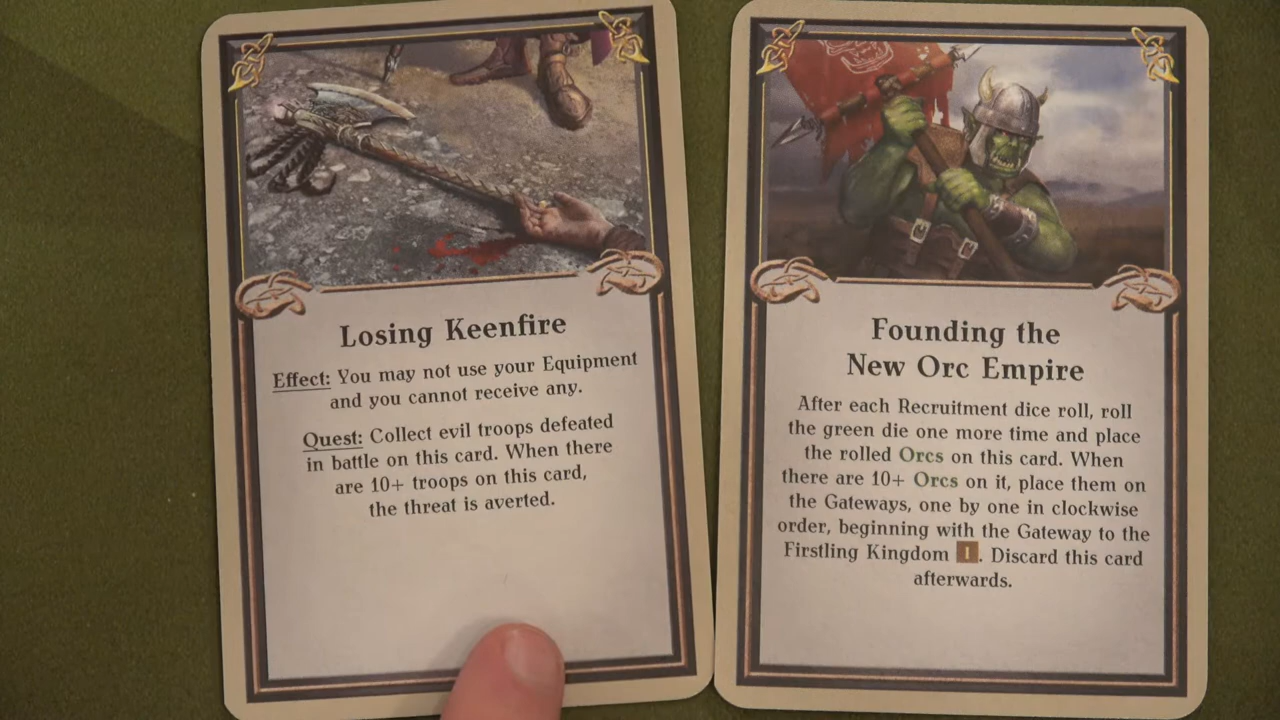 Losing Keenfire
Effect: You may not use your Equipment
and you cannot receive any.
Quest: Collect evil troops defeated
in battle on this card. When there
are 10+ troops on this card,
the threat is averted.
Founding the
New Orc Empire
After each Recruitment dice roll, roll
the green die one more time and place
the rolled Orcs on this card. When
there are 10+ Orcs on it, place them on
the Gateways, one by one in clockwise
order, beginning with the Gateway to the
Firstling Kingdom I. Discard this card
afterwards.